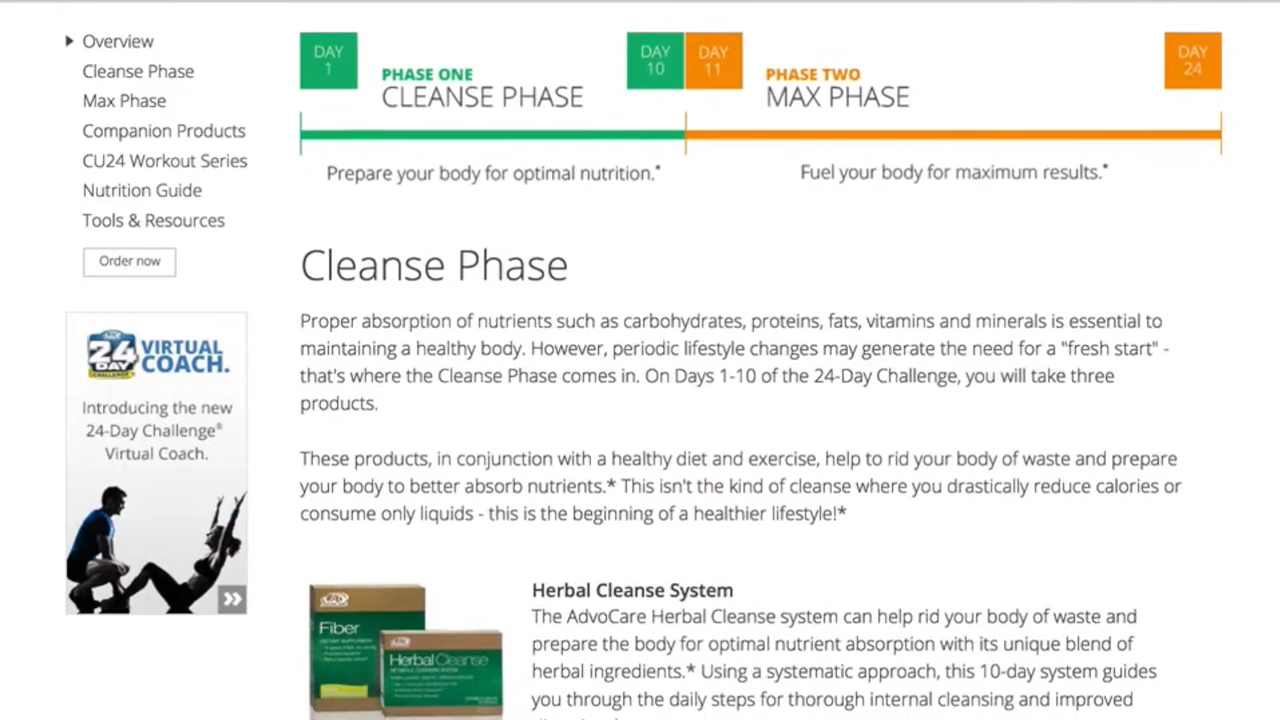 Overview
Cleanse Phase
Max Phase
Companion Products
CU24 Workout Series
Nutrition Guide
Tools & Resources
Order now
24
DAY
CHALLENGE
VIRTUAL
COACH.
Introducing the new
24-Day Challenge®
Virtual Coach.
DAY
1
PHASE ONE
CLEANSE PHASE
DAY
10
DAY
11
PHASE TWO
MAX PHASE
DAY
24
Prepare your body for optimal nutrition.*
Fuel your body for maximum results.*
Cleanse Phase
Proper absorption of nutrients such as carbohydrates, proteins, fats, vitamins and minerals is essential to
maintaining a healthy body. However, periodic lifestyle changes may generate the need for a "fresh start" -
that's where the Cleanse Phase comes in. On Days 1-10 of the 24-Day Challenge, you will take three
products.
These products, in conjunction with a healthy diet and exercise, help to rid your body of waste and prepare
your body to better absorb nutrients.* This isn't the kind of cleanse where you drastically reduce calories or
consume only liquids - this is the beginning of a healthier lifestyle!*
Fiber
HerbalCleanse
Herbal Cleanse System
The AdvoCare Herbal Cleanse system can help rid your body of waste and
prepare the body for optimal nutrient absorption with its unique blend of
herbal ingredients.* Using a systematic approach, this 10-day system guides
you through the daily steps for thorough internal cleansing and improved